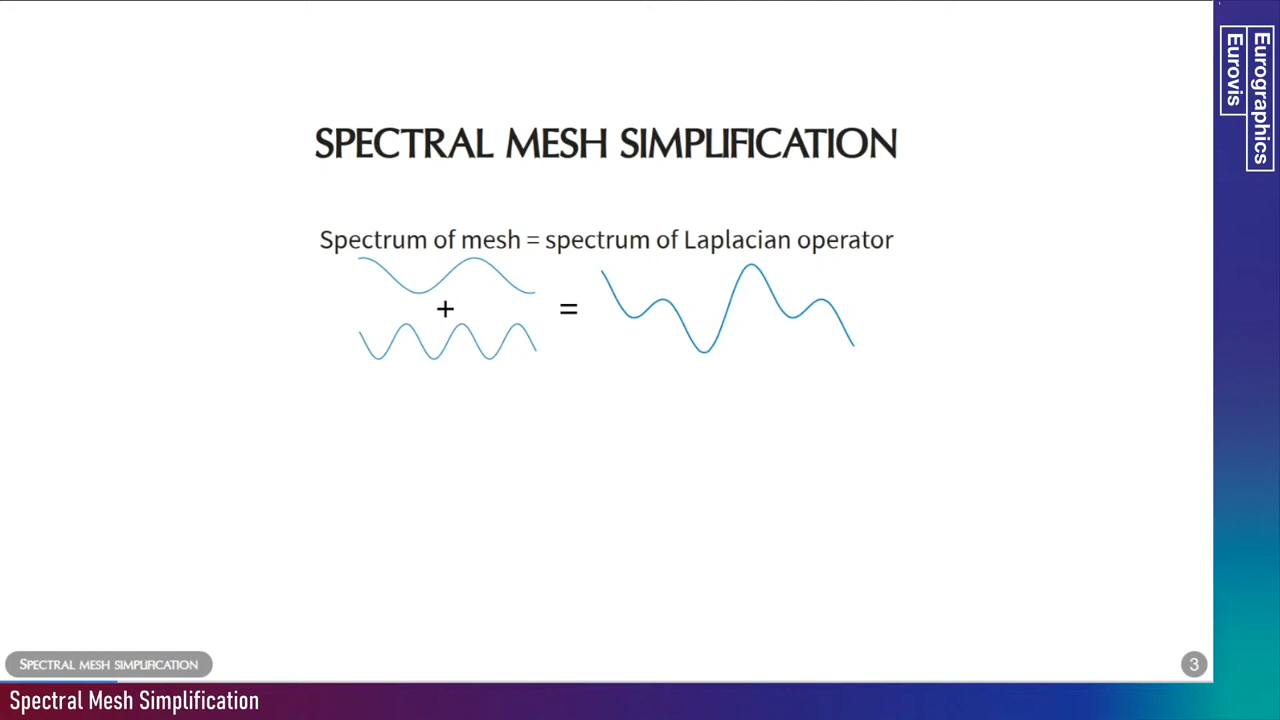 SPECTRAL MESH SIMPLIFICATION
Spectrum of mesh = spectrum of Laplacian operator
+
=
SPECTRAL MESH SIMPLIFICATION
3
Spectral Mesh Simplification
Eurographics
Eurovis